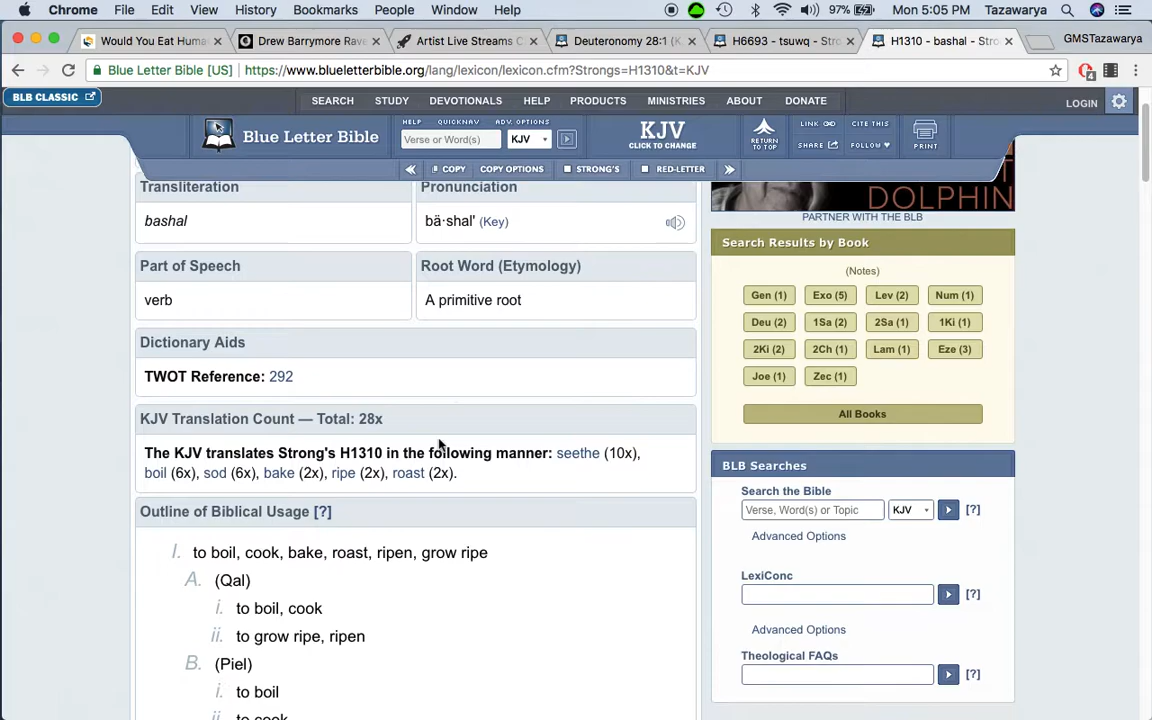 Chrome File Edit View History Bookmarks People Window Help 97% Mon 5:05 PM Tazawarya
Would You Eat Huma
Drew Barrymore Rave
Artist Live Streams C
Deuteronomy 28:1 (K
H6693 - tsuwq - Stro
H1310 - bashal - Stro
GMSTazawarya
Blue Letter Bible [US] https://www.blueletterbible.org/lang/lexicon/lexicon.cfm?Strongs=H1310&t=KJV
4
BLB CLASSIC
SEARCH STUDY DEVOTIONALS HELP PRODUCTS MINISTRIES ABOUT DONATE
LOGIN
HELP QUICKNAV ADV. OPTIONS
Blue Letter Bible
Verse or Word(s) KJV
KJV
CLICK TO CHANGE
RETURN
TO TOP
LINK CITE THIS
SHARE FOLLOW
PRINT
COPY COPY OPTIONS STRONG'S RED-LETTER
DOLPHIN
PARTNER WITH THE BLB
Transliteration
bashal
Pronunciation
bä·shal' (Key)
Part of Speech
verb
Root Word (Etymology)
A primitive root
Dictionary Aids
TWOT Reference: 292
KJV Translation Count — Total: 28x
The KJV translates Strong's H1310 in the following manner: seethe (10x),
boil (6x), sod (6x), bake (2x), ripe (2x), roast (2x).
Outline of Biblical Usage [?]
I. to boil, cook, bake, roast, ripen, grow ripe
A. (Qal)
i. to boil, cook
ii. to grow ripe, ripen
B. (Piel)
i. to boil
ii. to cook
Search Results by Book
(Notes)
Gen (1) Exo (5) Lev (2) Num (1)
Deu (2) 1Sa (2) 2Sa (1) 1Ki (1)
2Ki (2) 2Ch (1) Lam (1) Eze (3)
Joe (1) Zec (1)
All Books
BLB Searches
Search the Bible
Verse, Word(s) or Topic KJV [?]
Advanced Options
LexiConc
[?]
Advanced Options
Theological FAQs
[?]